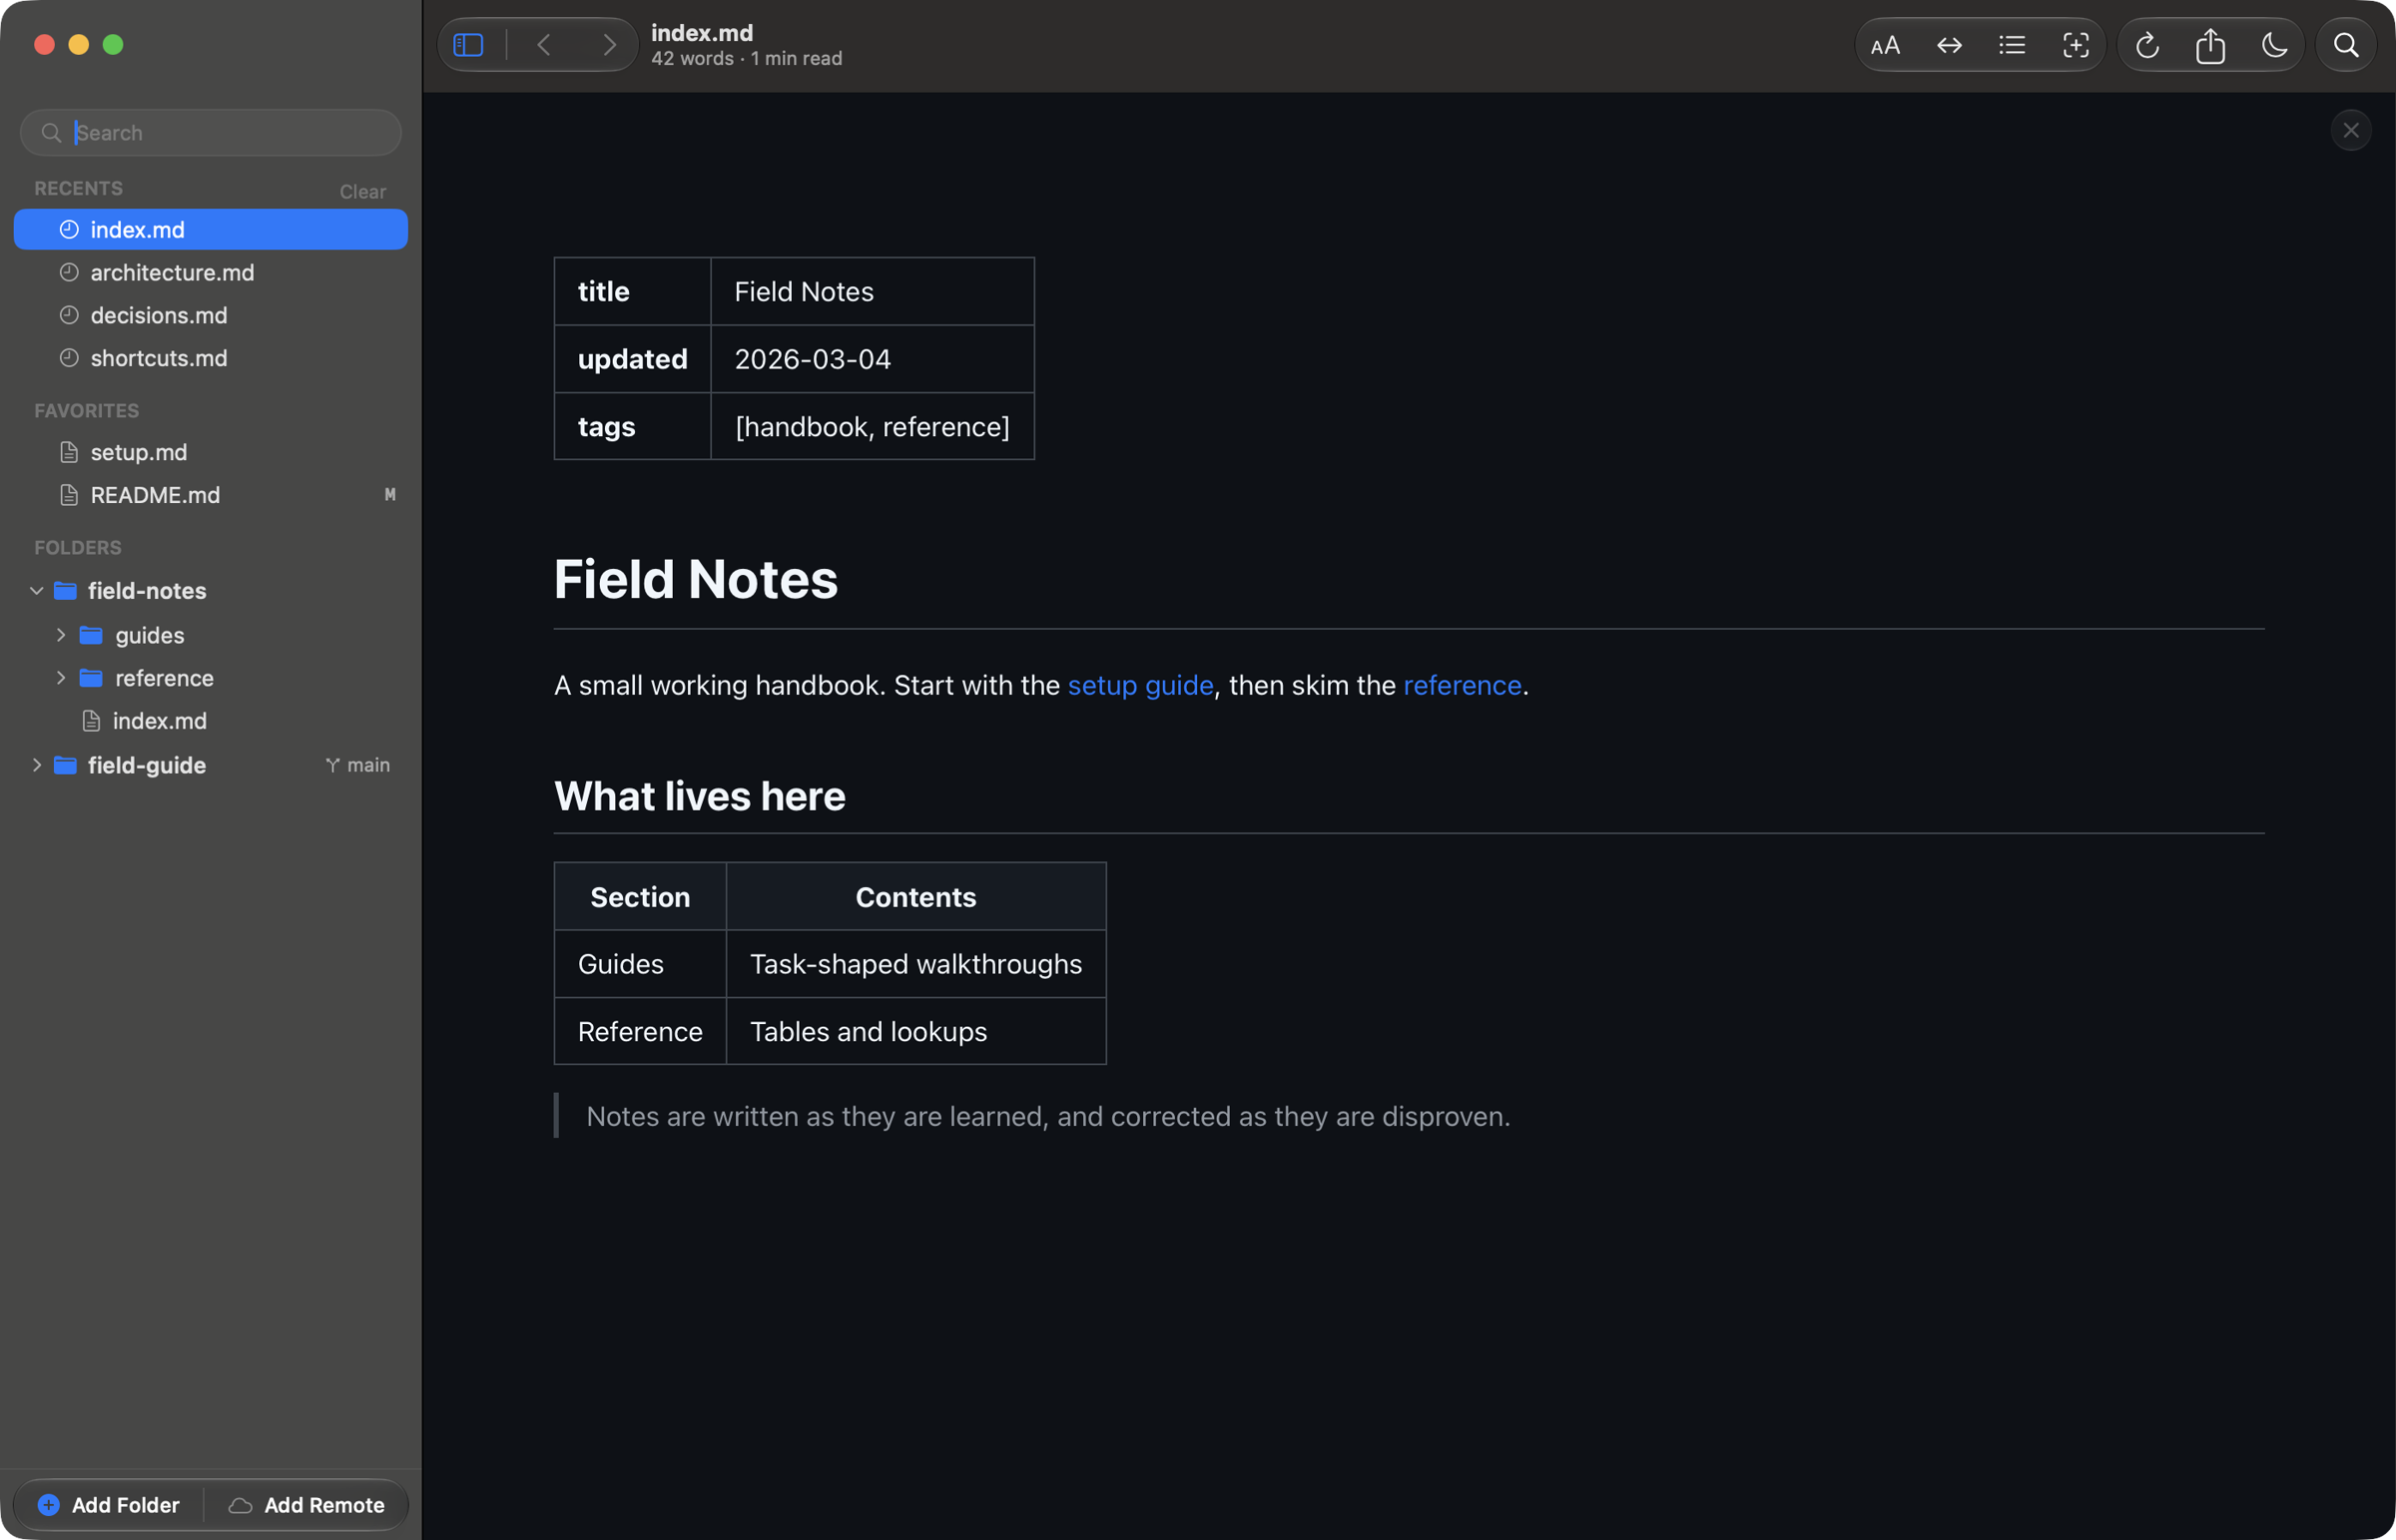 index.md
42 words · 1 min read
AA
Search
RECENTS
Clear
index.md
architecture.md
decisions.md
shortcuts.md
FAVORITES
setup.md
README.md M
FOLDERS
field-notes
guides
reference
index.md
field-guide main
Add Folder
Add Remote
title Field Notes
updated 2026-03-04
tags [handbook, reference]
Field Notes
A small working handbook. Start with the setup guide, then skim the reference.
What lives here
Section Contents
Guides Task-shaped walkthroughs
Reference Tables and lookups
Notes are written as they are learned, and corrected as they are disproven.